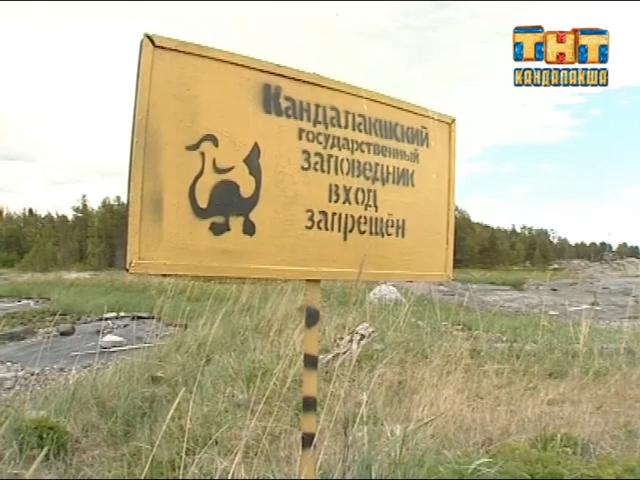 ТНТ
КАНДАЛАКША
Кандалакшский
государственный
заповедник
вход
запрещён